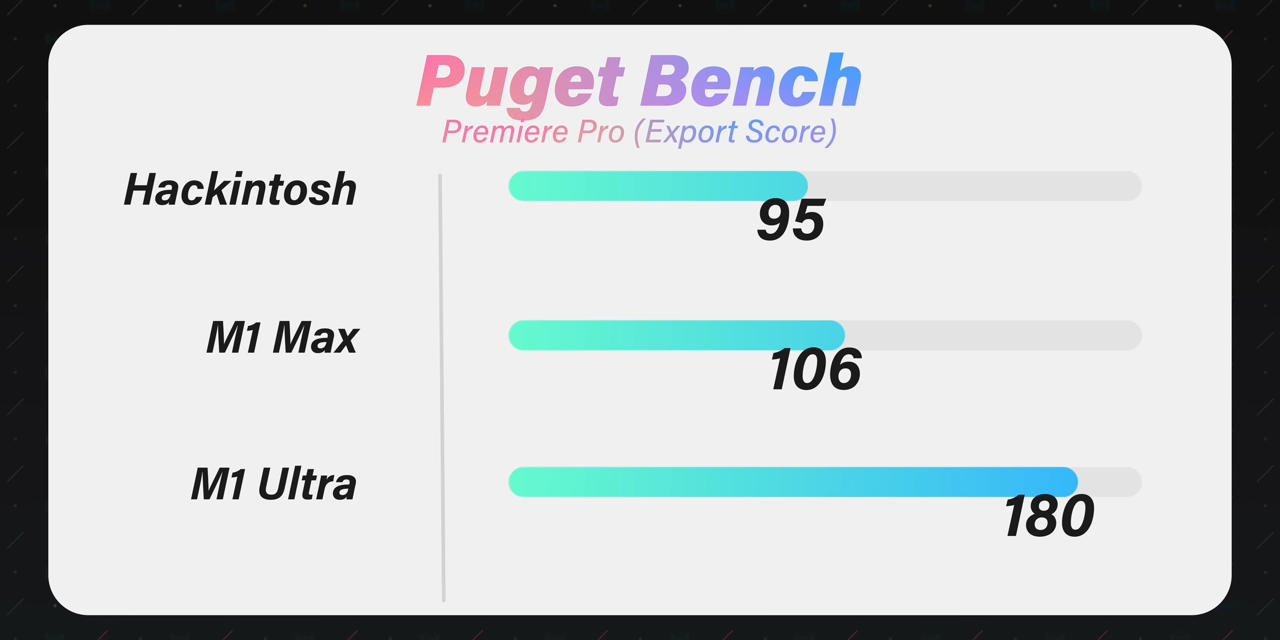 Puget Bench
Premiere Pro (Export Score)
Hackintosh
95
M1 Max
106
M1 Ultra
180